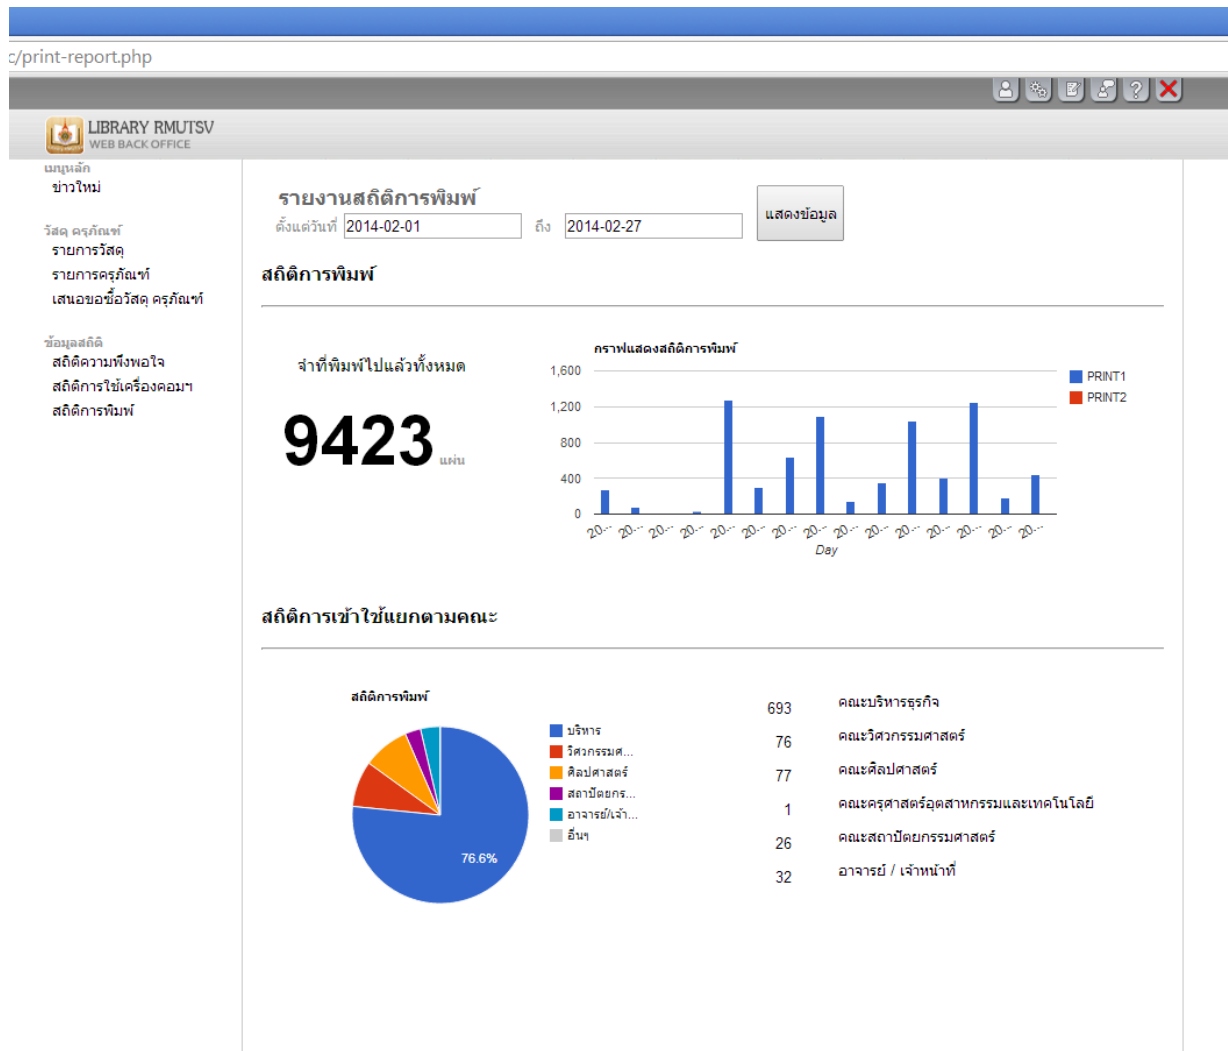 c/print-report.php
LIBRARY RMUTSV
WEB BACK OFFICE
เมนูหลัก
ข่าวใหม่
วัสดุ ครุภัณฑ์
รายการวัสดุ
รายการครุภัณฑ์
เสนอขอซื้อวัสดุ ครุภัณฑ์
ข้อมูลสถิติ
สถิติความพึงพอใจ
สถิติการใช้เครื่องคอมฯ
สถิติการพิมพ์
รายงานสถิติการพิมพ์
ตั้งแต่วันที่ 2014-02-01 ถึง 2014-02-27 แสดงข้อมูล
สถิติการพิมพ์
จำที่พิมพ์ไปแล้วทั้งหมด
9423 แผ่น
กราฟแสดงสถิติการพิมพ์
1,600
1,200
800
400
0
20... 20... 20... 20... 20... 20... 20... 20... 20... 20... 20... 20... 20... 20... 20...
Day
PRINT1
PRINT2
สถิติการเข้าใช้แยกตามคณะ
สถิติการพิมพ์
76.6%
บริหาร
วิศวกรรมศ...
ศิลปศาสตร์
สถาปัตยกร...
อาจารย์/เจ้า...
อื่นๆ
693 คณะบริหารธุรกิจ
76 คณะวิศวกรรมศาสตร์
77 คณะศิลปศาสตร์
1 คณะครุศาสตร์อุตสาหกรรมและเทคโนโลยี
26 คณะสถาปัตยกรรมศาสตร์
32 อาจารย์ / เจ้าหน้าที่